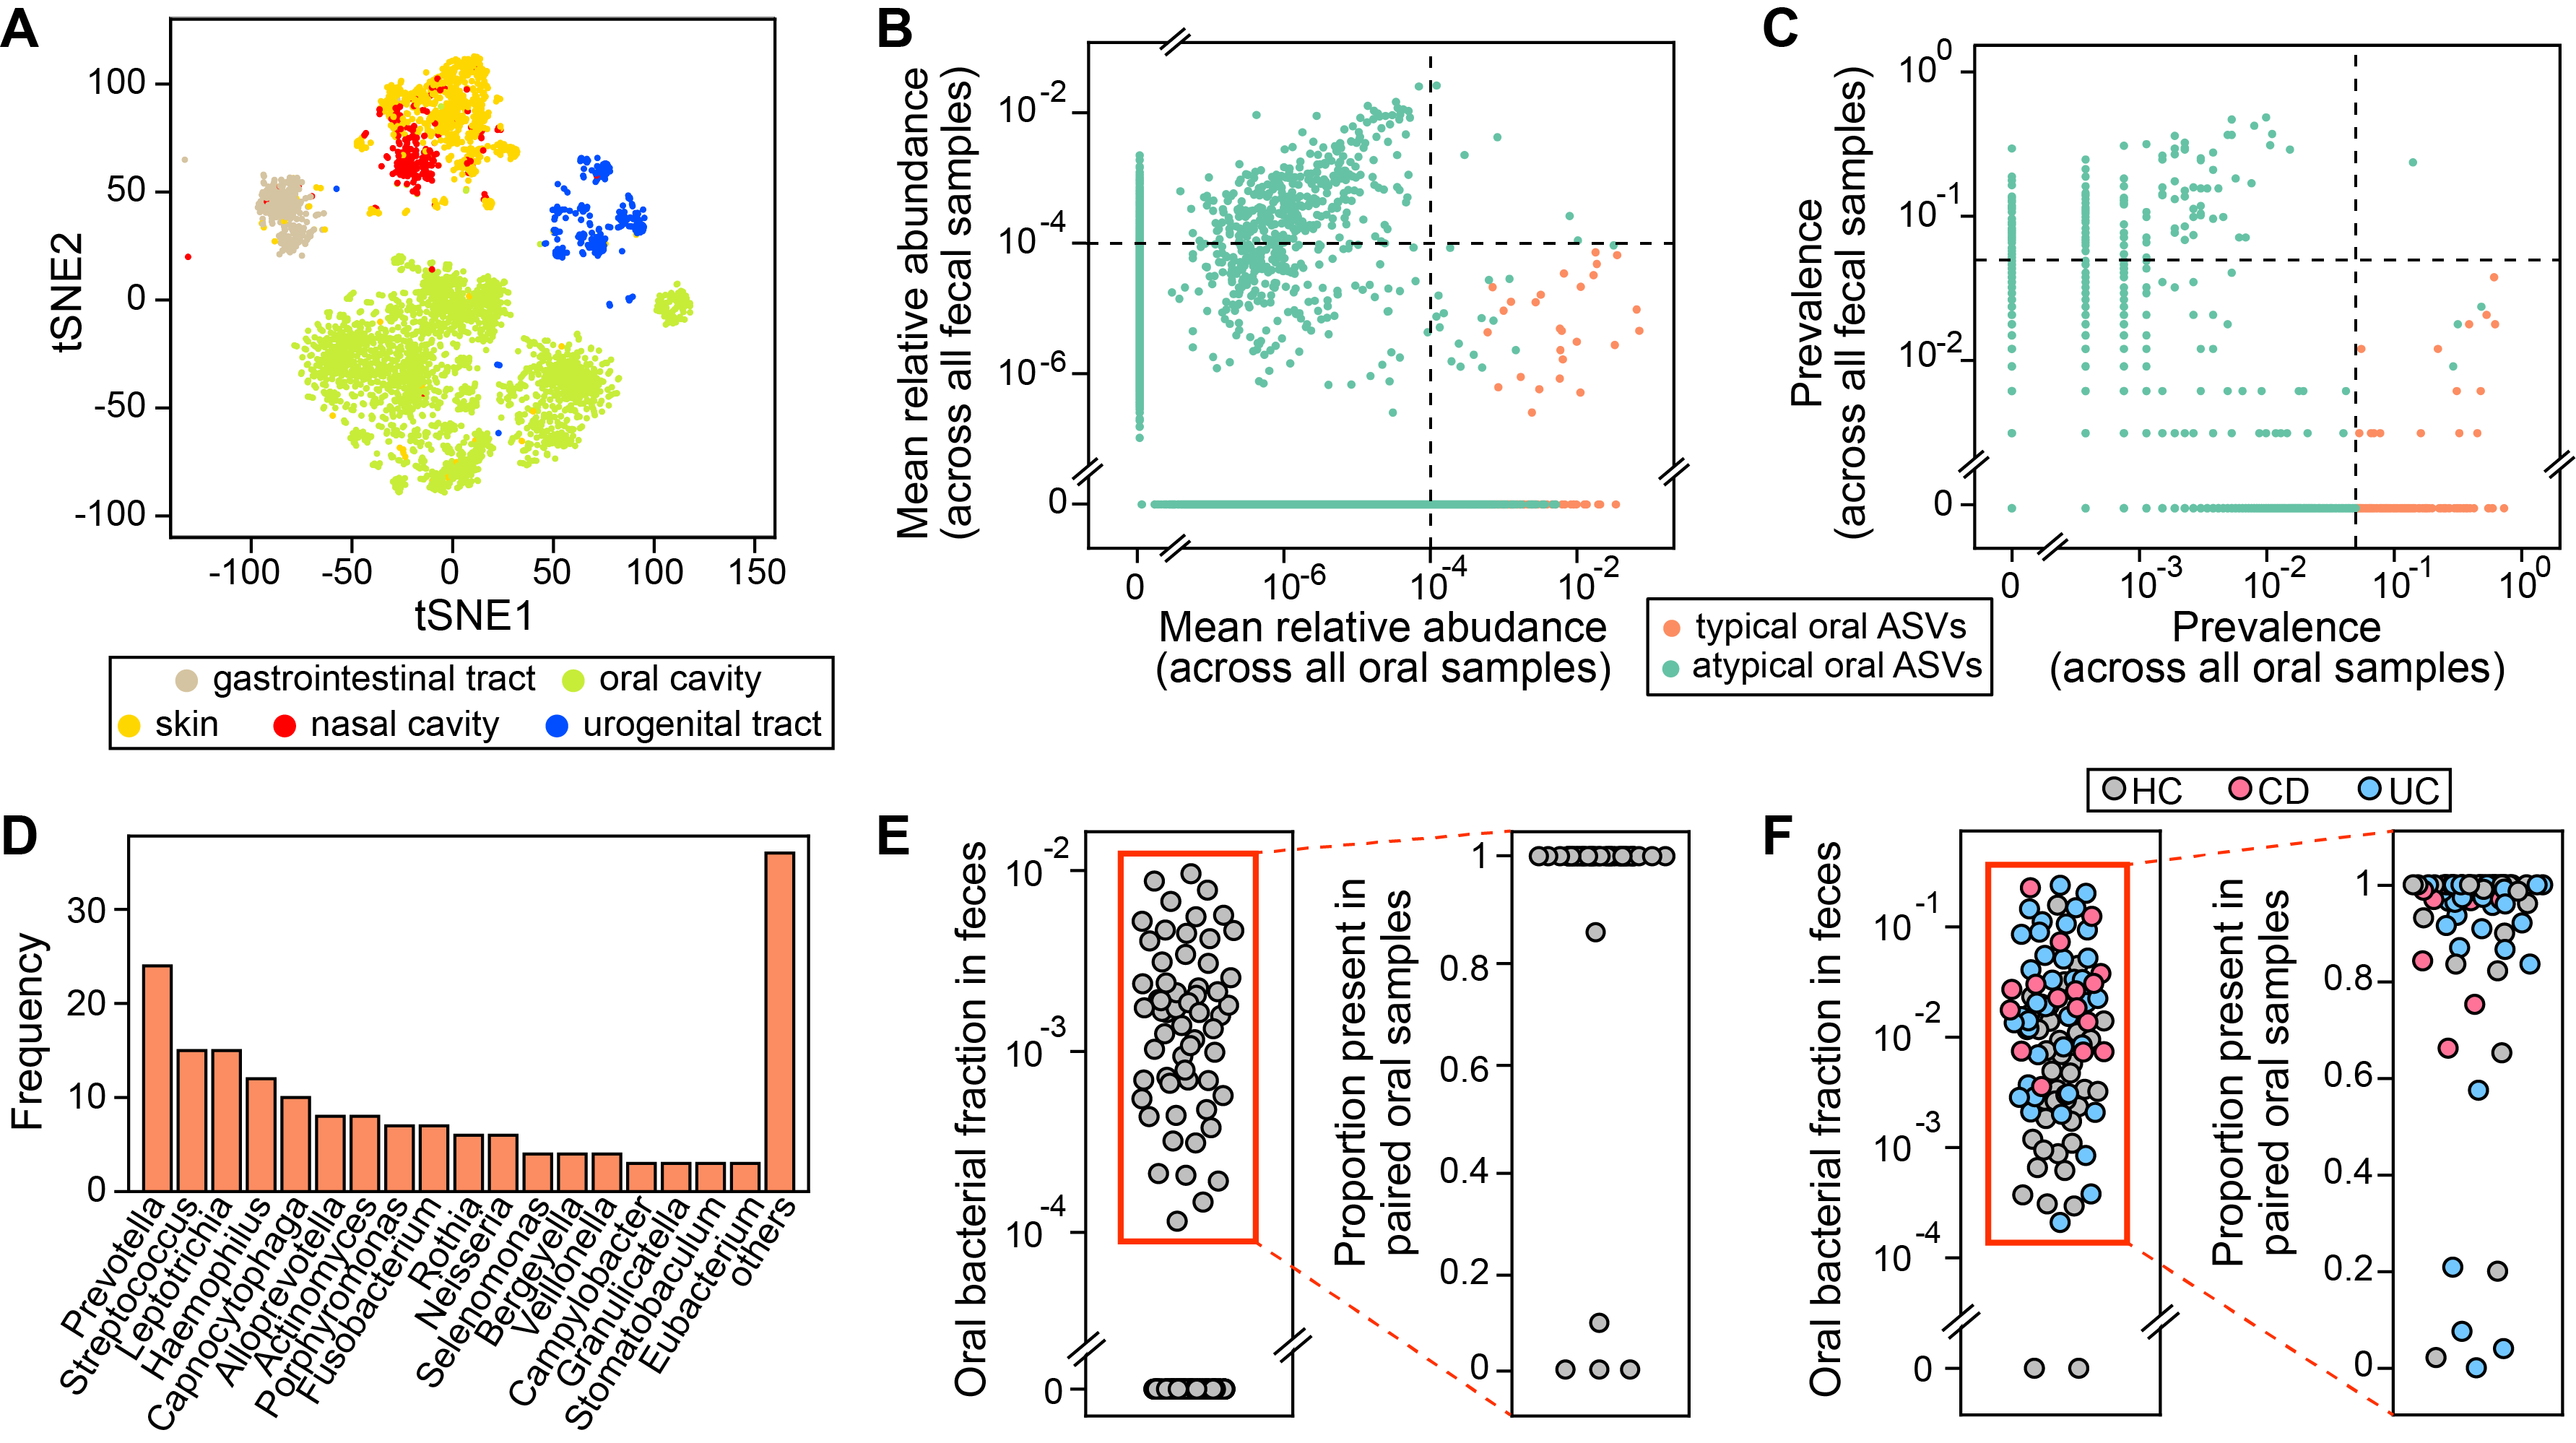 A
100
50
0
-50
-100
tSNE2
-100
-50
0
50
100
150
tSNE1
gastrointestinal tract
oral cavity
skin
nasal cavity
urogenital tract
B
Mean relative abundance
(across all fecal samples)
10-2
10-4
10-6
0
0
10-6
10-4
10-2
Mean relative abudance
(across all oral samples)
typical oral ASVs
atypical oral ASVs
C
Prevalence
(across all fecal samples)
100
10-1
10-2
0
0
10-3
10-2
10-1
100
Prevalence
(across all oral samples)
D
Frequency
30
20
10
0
Prevotella
Streptococcus
Leptotrichia
Haemophilus
Capnocytophaga
Alloprevotella
Actinomyces
Porphyromonas
Fusobacterium
Rothia
Neisseria
Selenomonas
Bergeyella
Veillonella
Campylobacter
Granulicatella
Stomatobaculum
Eubacterium
others
E
Oral bacterial fraction in feces
10-2
10-3
10-4
0
Proportion present in
paired oral samples
1
0.8
0.6
0.4
0.2
0
HC
CD
UC
F
Oral bacterial fraction in feces
10-1
10-2
10-3
10-4
0
Proportion present in
paired oral samples
1
0.8
0.6
0.4
0.2
0